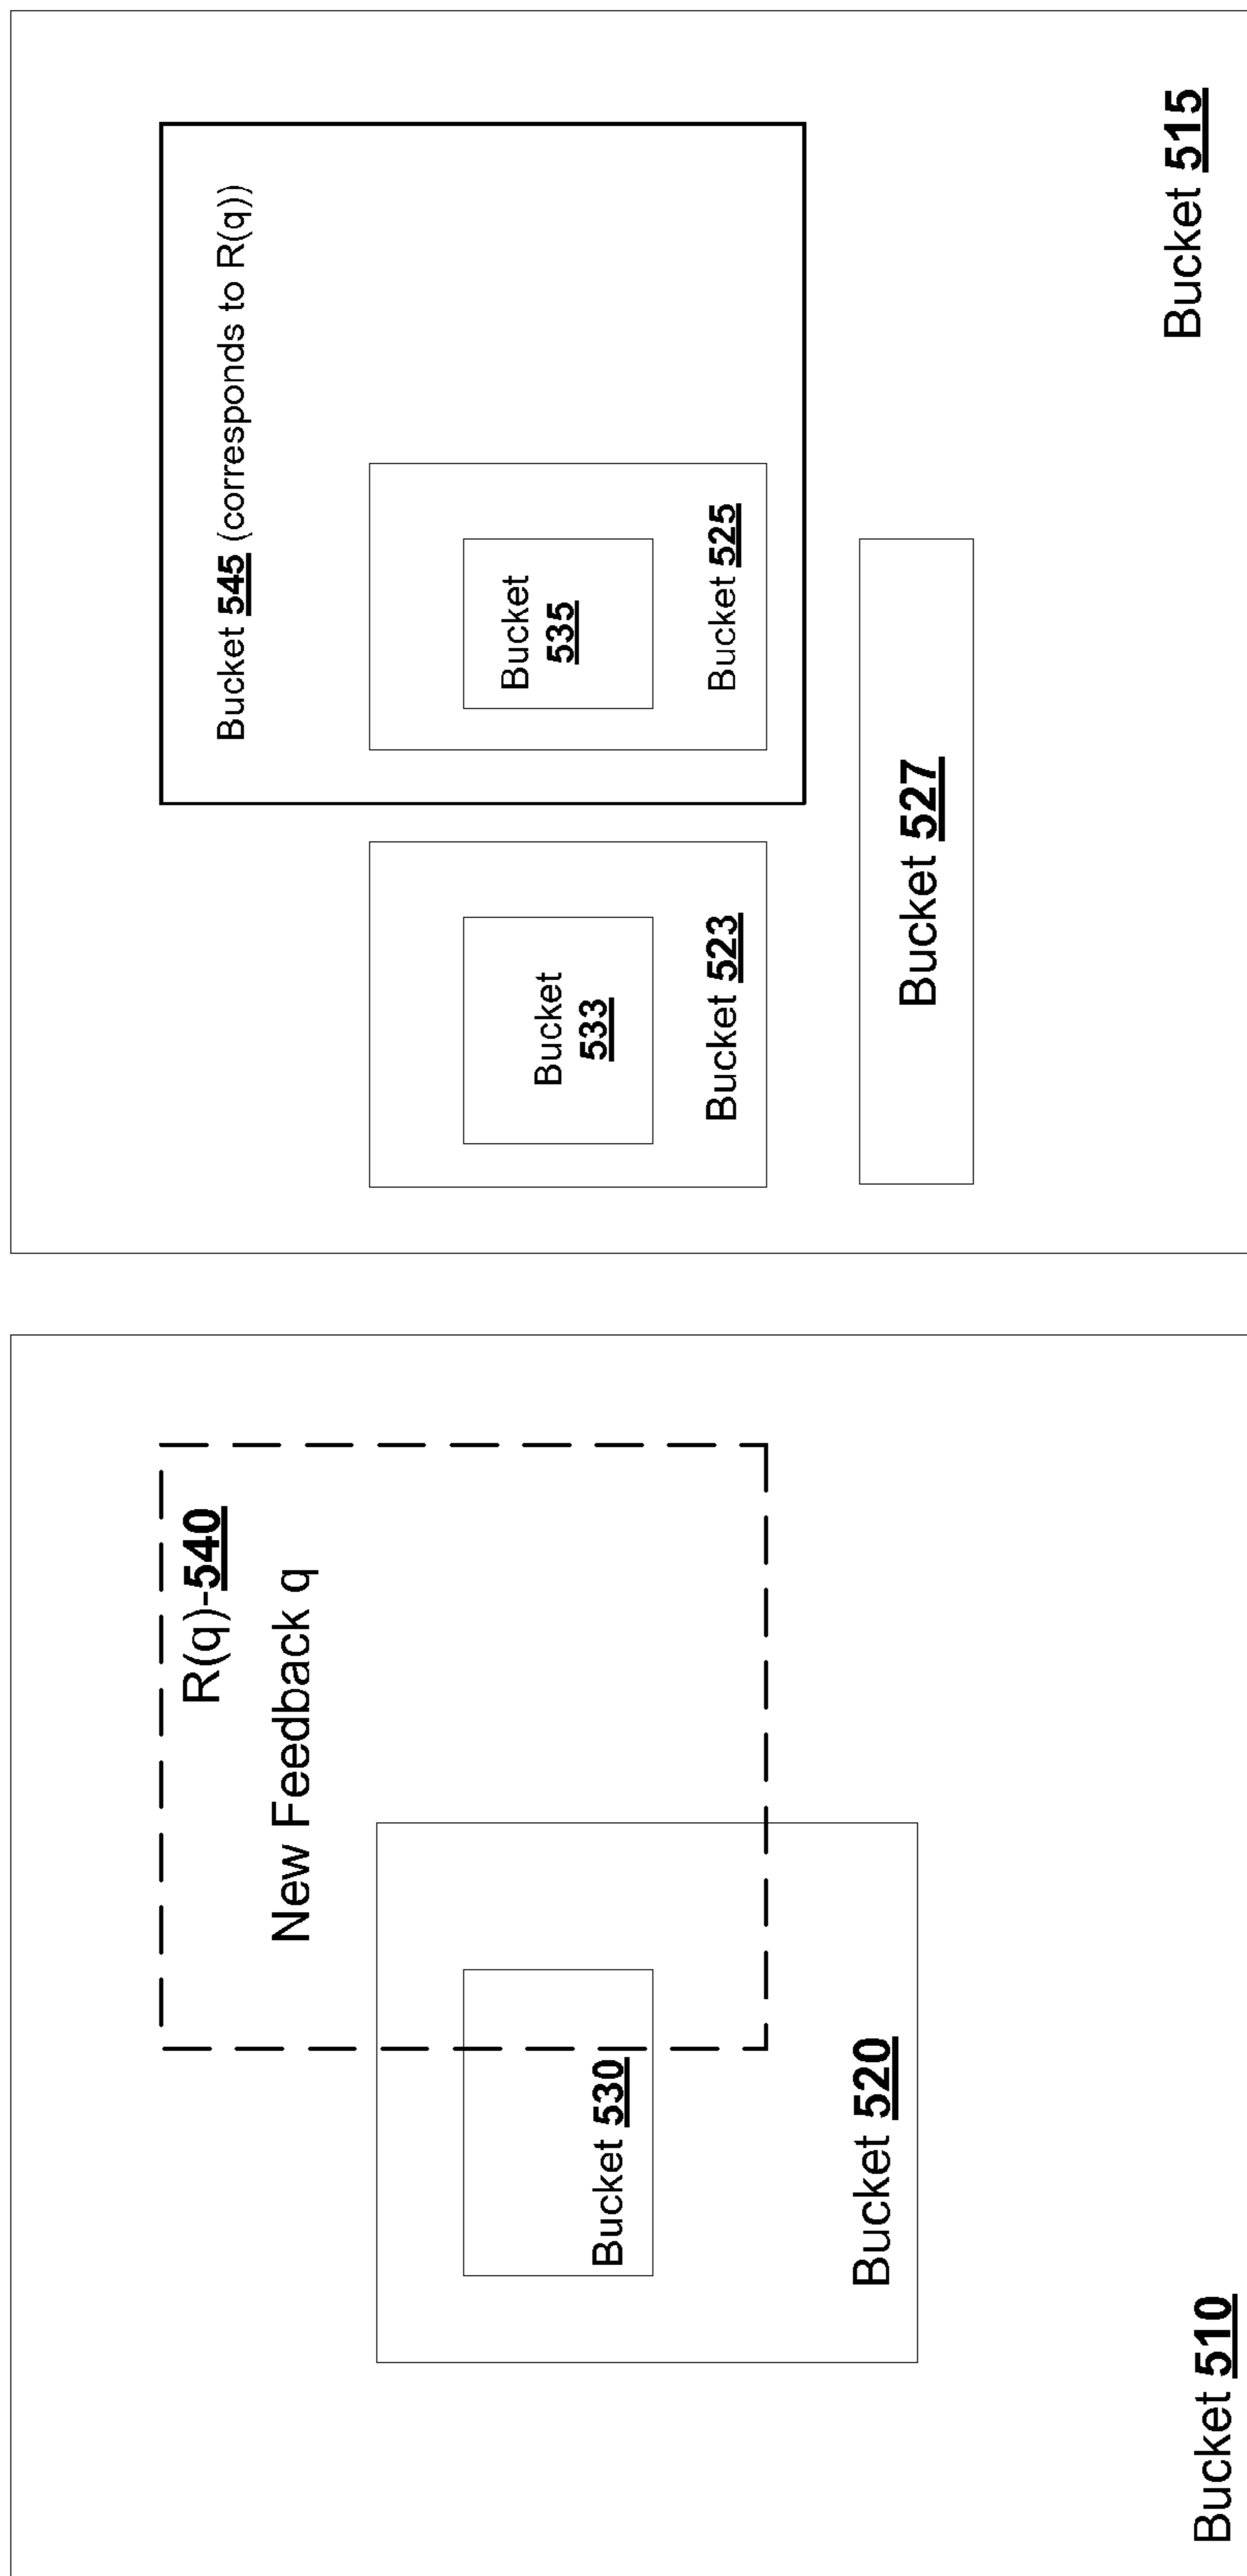 R(q)-540
New Feedback q
Bucket 530
Bucket 520
Bucket 510
Bucket 545 (corresponds to R(q))
Bucket
533
Bucket
535
Bucket 523
Bucket 525
Bucket 527
Bucket 515